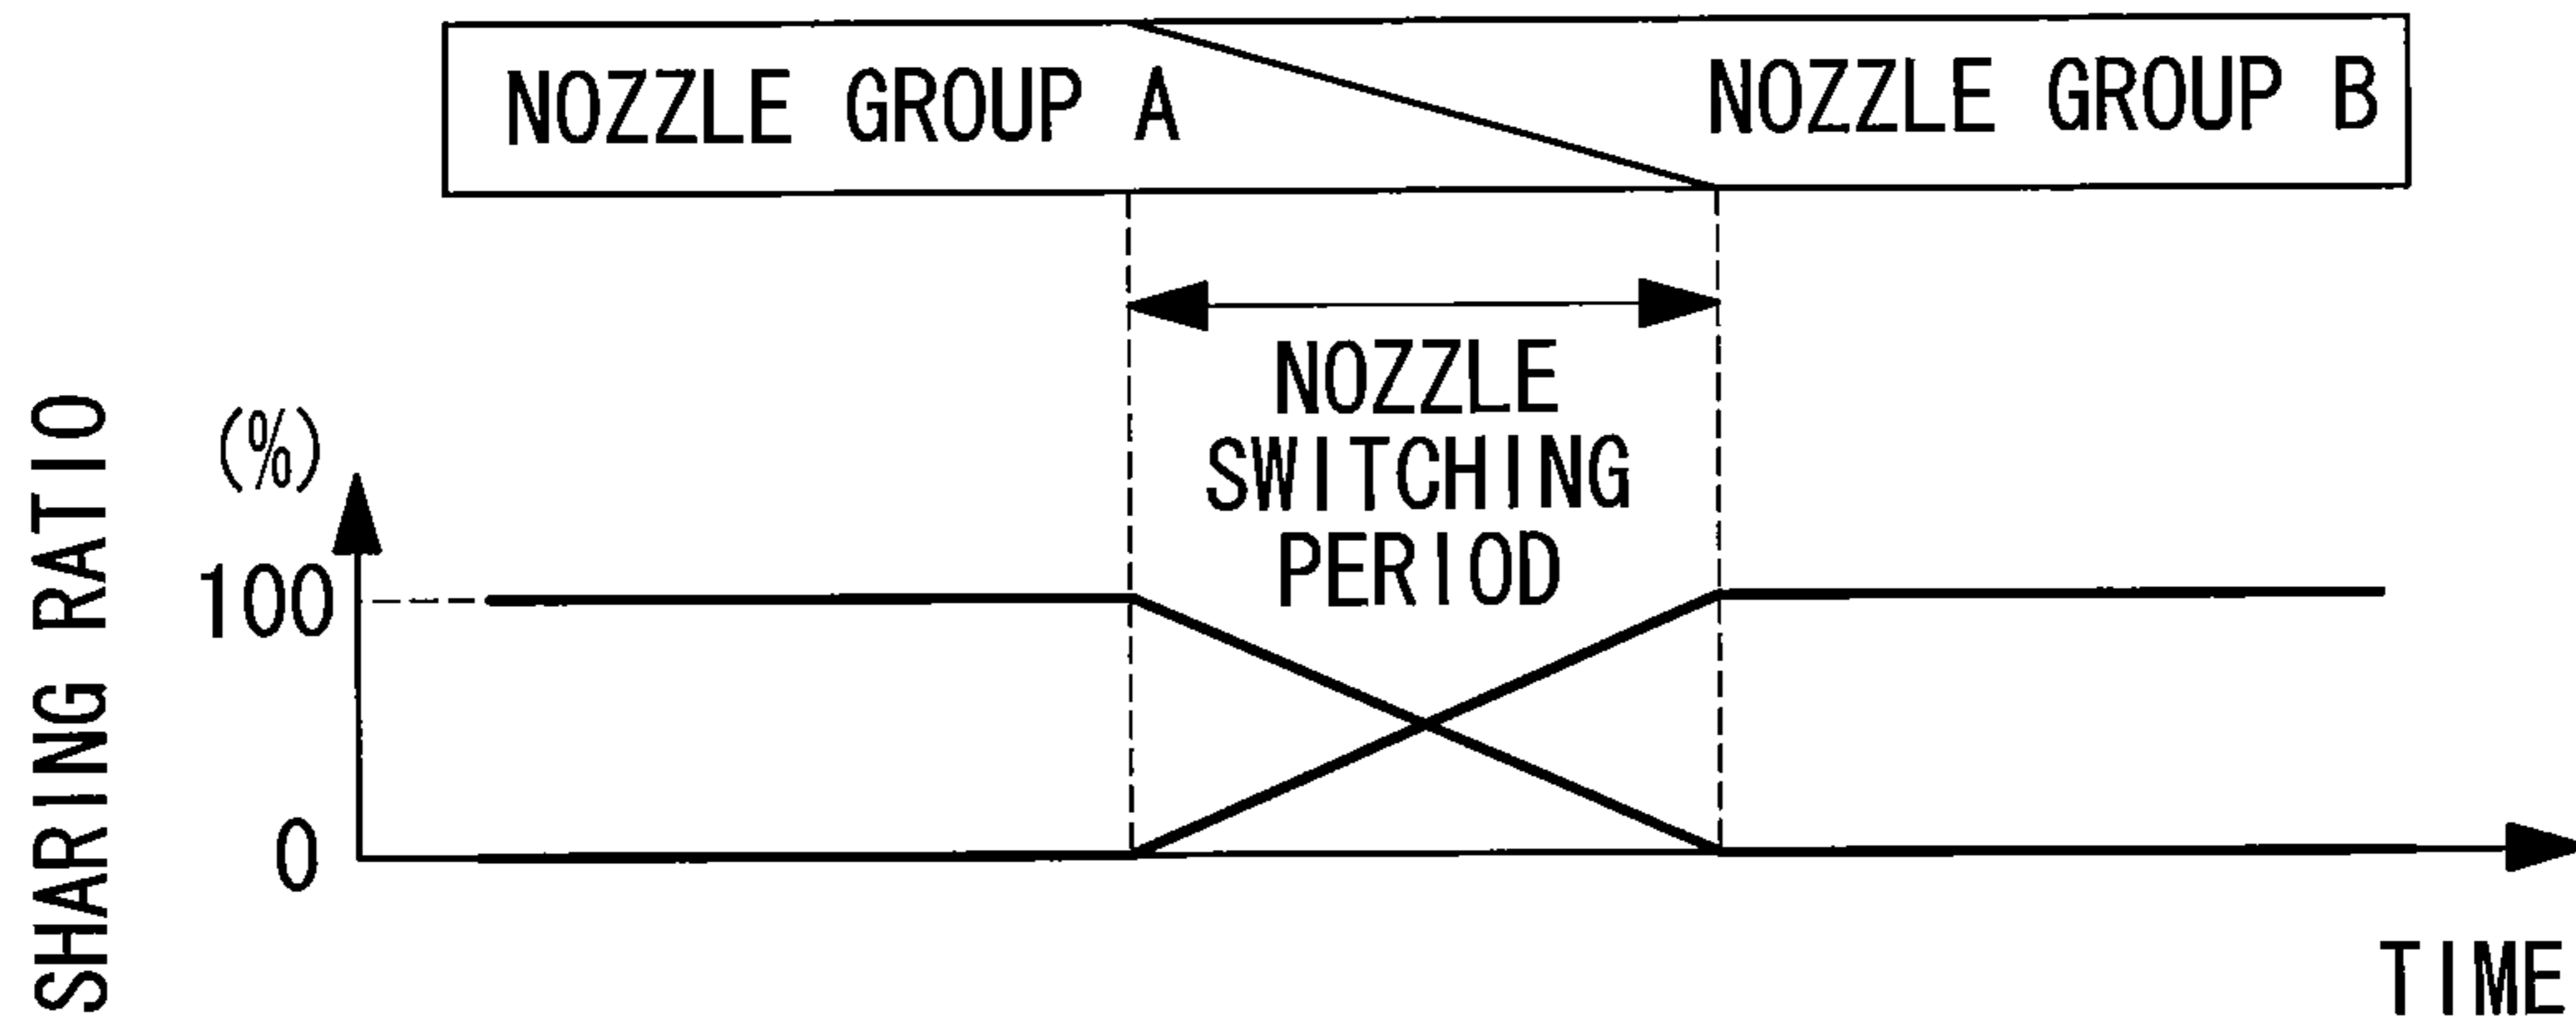 NOZZLE GROUP A
NOZZLE GROUP B
NOZZLE
SWITCHING
PERIOD
SHARING RATIO
(%)
100
0
TIME